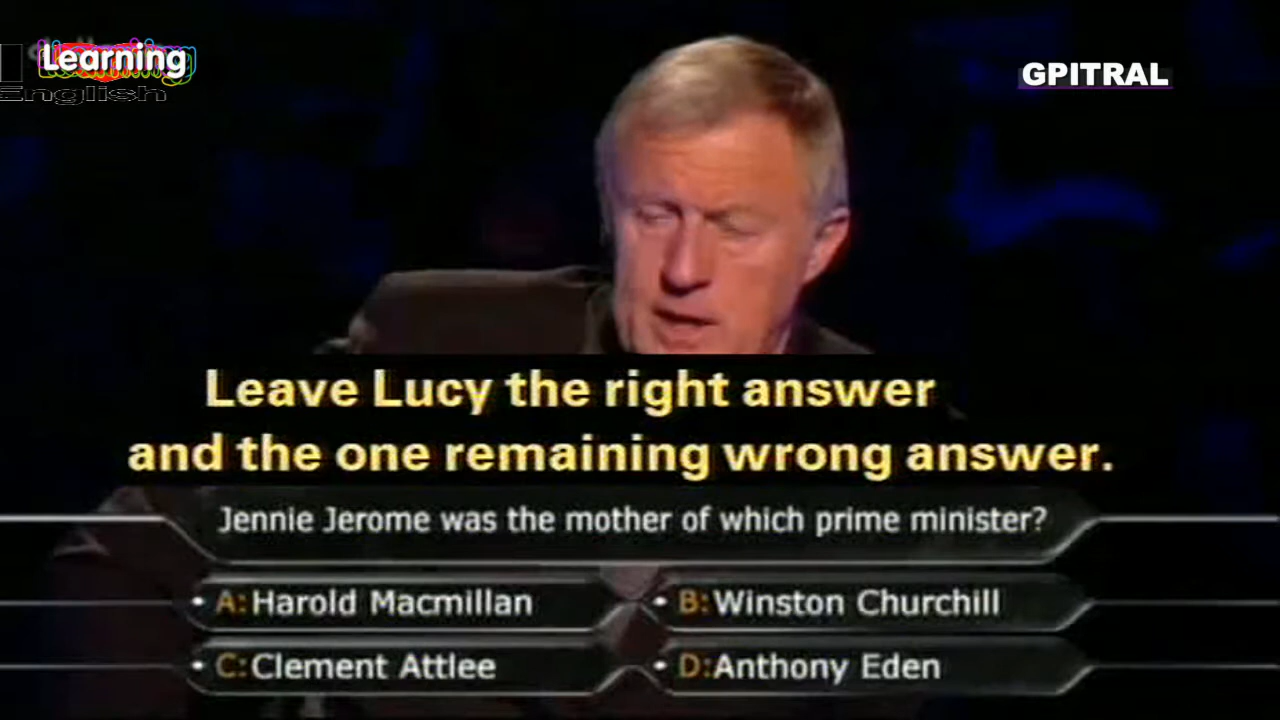 Learning
English
GPITRAL
Leave Lucy the right answer
and the one remaining wrong answer.
Jennie Jerome was the mother of which prime minister?
A: Harold Macmillan
B: Winston Churchill
C: Clement Attlee
D: Anthony Eden